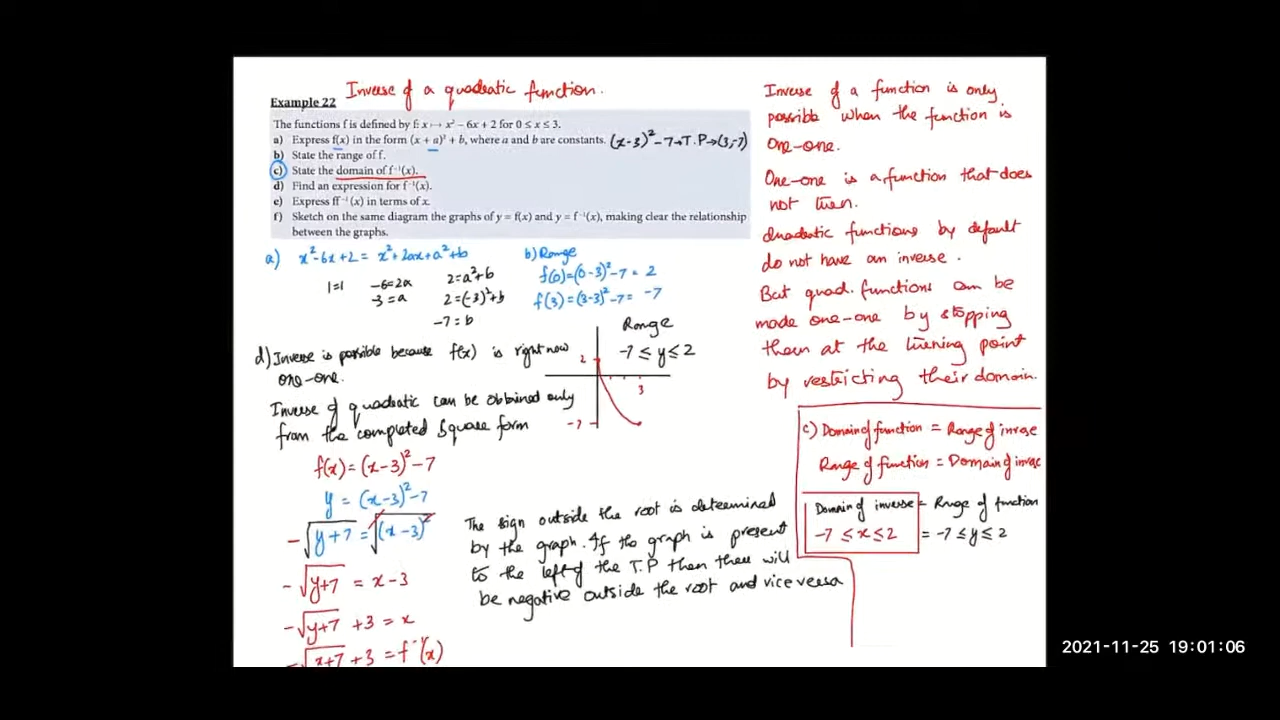 Inverse of a quadratic function.
Example 22
The functions f is defined by f: x ↦ x² – 6x + 2 for 0 ≤ x ≤ 3.
a) Express f(x) in the form (x + a)² + b, where a and b are constants. (x-3)² -7 → T.P → (3,-7)
b) State the range of f.
c) State the domain of f⁻¹(x).
d) Find an expression for f⁻¹(x).
e) Express ff⁻¹(x) in terms of x.
f) Sketch on the same diagram the graphs of y = f(x) and y = f⁻¹(x), making clear the relationship
between the graphs.
a) x²-6x+2 = x²+2ax+a²+b
1=1
-6=2a
-3=a
2=a²+b
2=(-3)²+b
-7=b
b) Range
f(0)=(0-3)²-7 = 2
f(3)=(3-3)²-7= -7
Range
-7 ≤ y ≤ 2
2
3
-7
d) Inverse is possible because f(x) is right now
one-one.
Inverse of quadratic can be obtained only
from the completed square form
f(x) = (x-3)² -7
y = (x-3)² -7
-√y+7 = √(x-3)²
-√y+7 = x-3
-√y+7 +3 = x
-√x+7 +3 = f⁻¹(x)
The sign outside the root is determined
by the graph. If the graph is present
to the left of the T.P then there will
be negative outside the root and vice versa
Inverse of a function is only
possible when the function is
one-one.
One-one is a function that does
not turn.
Quadratic functions by default
do not have an inverse.
But quad. functions can be
made one-one by stopping
them at the turning point
by restricting their domain.
c) Domain of function = Range of inverse
Range of function = Domain of inverse
Domain of inverse = Range of function
-7 ≤ x ≤ 2 = -7 ≤ y ≤ 2
2021-11-25 19:01:06